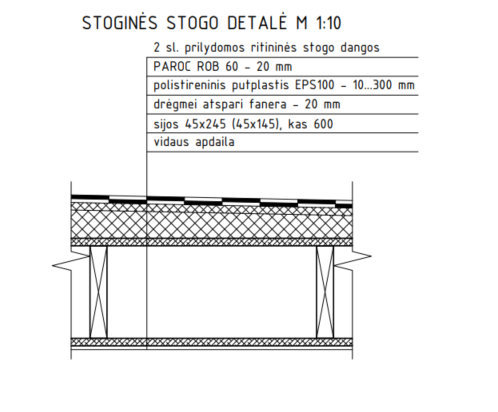 STOGINĖS STOGO DETALĖ M 1:10
2 sl. prilydomos ritininės stogo dangos
PAROC ROB 60 - 20 mm
polistireninis putplastis EPS100 - 10...300 mm
drėgmei atspari fanera - 20 mm
sijos 45x245 (45x145), kas 600
vidaus apdaila